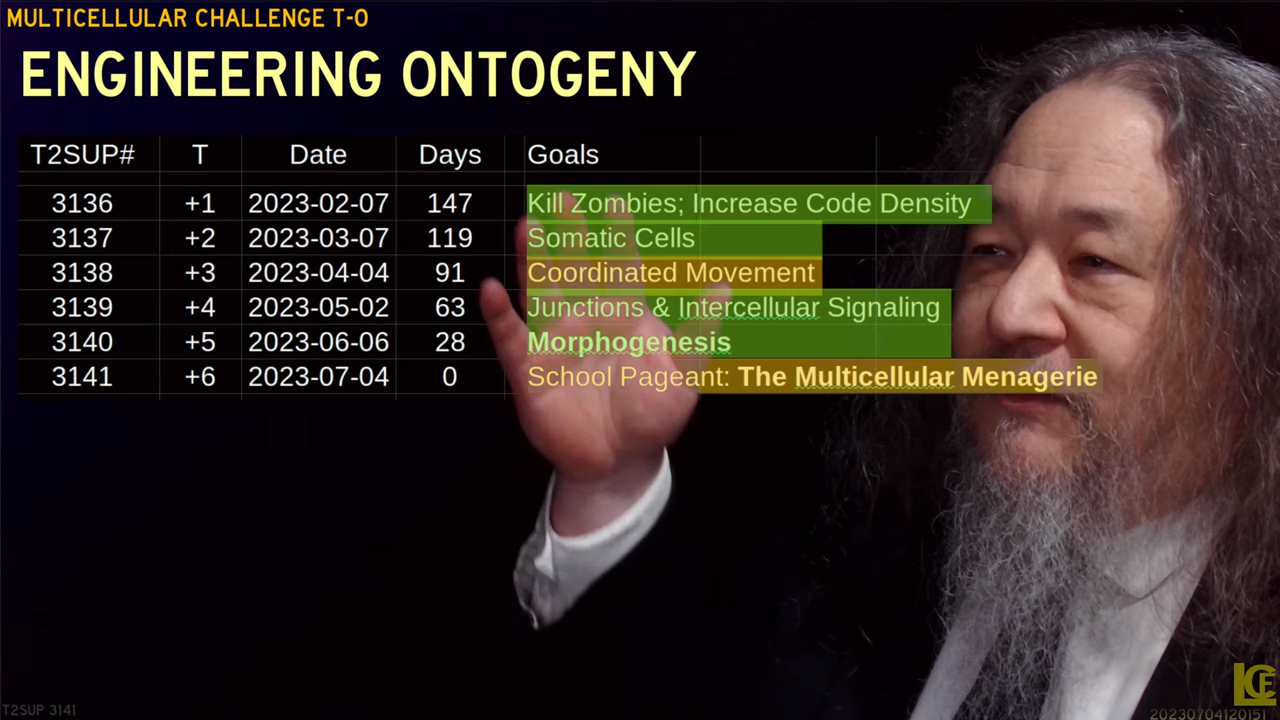 MULTICELLULAR CHALLENGE T-0
ENGINEERING ONTOGENY
T2SUP# T Date Days Goals
3136 +1 2023-02-07 147 Kill Zombies; Increase Code Density
3137 +2 2023-03-07 119 Somatic Cells
3138 +3 2023-04-04 91 Coordinated Movement
3139 +4 2023-05-02 63 Junctions & Intercellular Signaling
3140 +5 2023-06-06 28 Morphogenesis
3141 +6 2023-07-04 0 School Pageant: The Multicellular Menagerie
T2SUP 3141
20230704120151